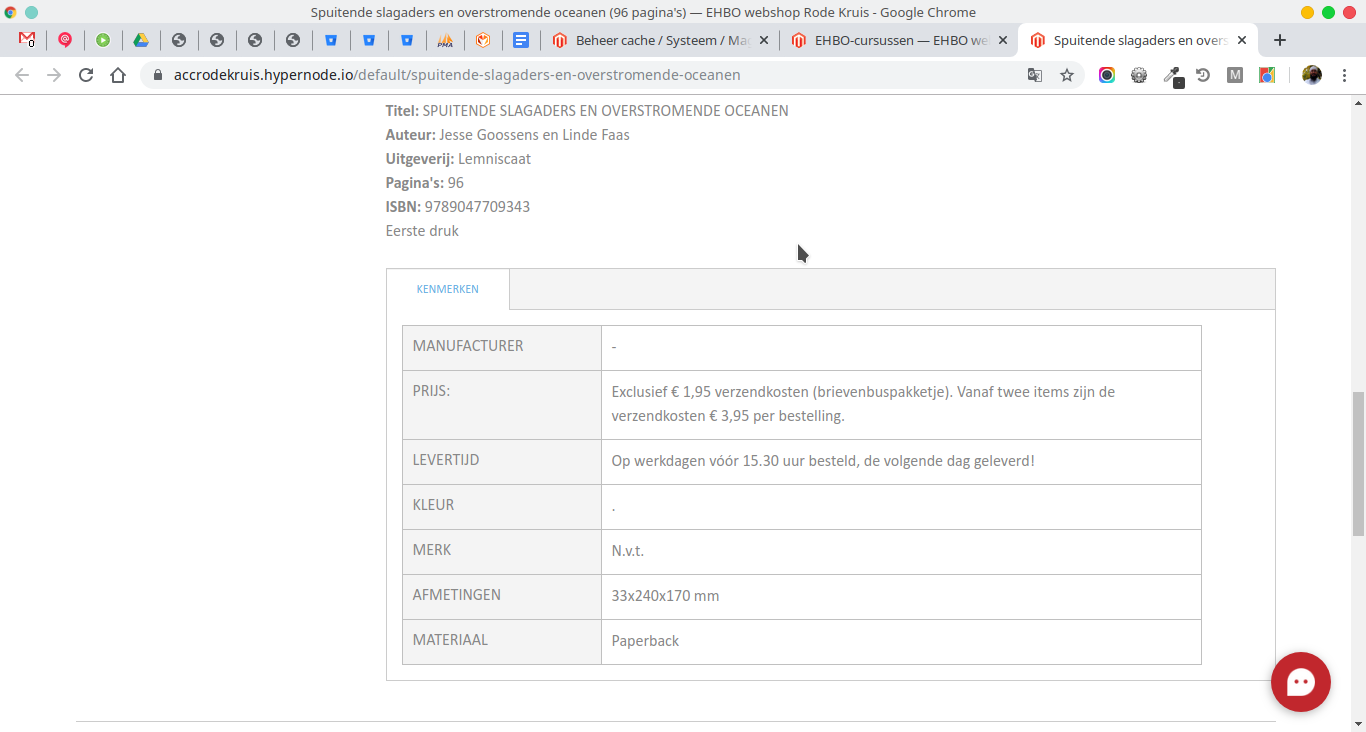 Spuitende slagaders en overstromende oceanen (96 pagina's) — EHBO webshop Rode Kruis - Google Chrome
0
PMA
Beheer cache / Systeem / Mag
EHBO-cursussen — EHBO we
Spuitende slagaders en overs
accrodekruis.hypernode.io/default/spuitende-slagaders-en-overstromende-oceanen
M
Titel: SPUITENDE SLAGADERS EN OVERSTROMENDE OCEANEN
Auteur: Jesse Goossens en Linde Faas
Uitgeverij: Lemniscaat
Pagina's: 96
ISBN: 9789047709343
Eerste druk
KENMERKEN
MANUFACTURER -
PRIJS: Exclusief € 1,95 verzendkosten (brievenbuspakketje). Vanaf twee items zijn de
verzendkosten € 3,95 per bestelling.
LEVERTIJD Op werkdagen vóór 15.30 uur besteld, de volgende dag geleverd!
KLEUR .
MERK N.v.t.
AFMETINGEN 33x240x170 mm
MATERIAAL Paperback